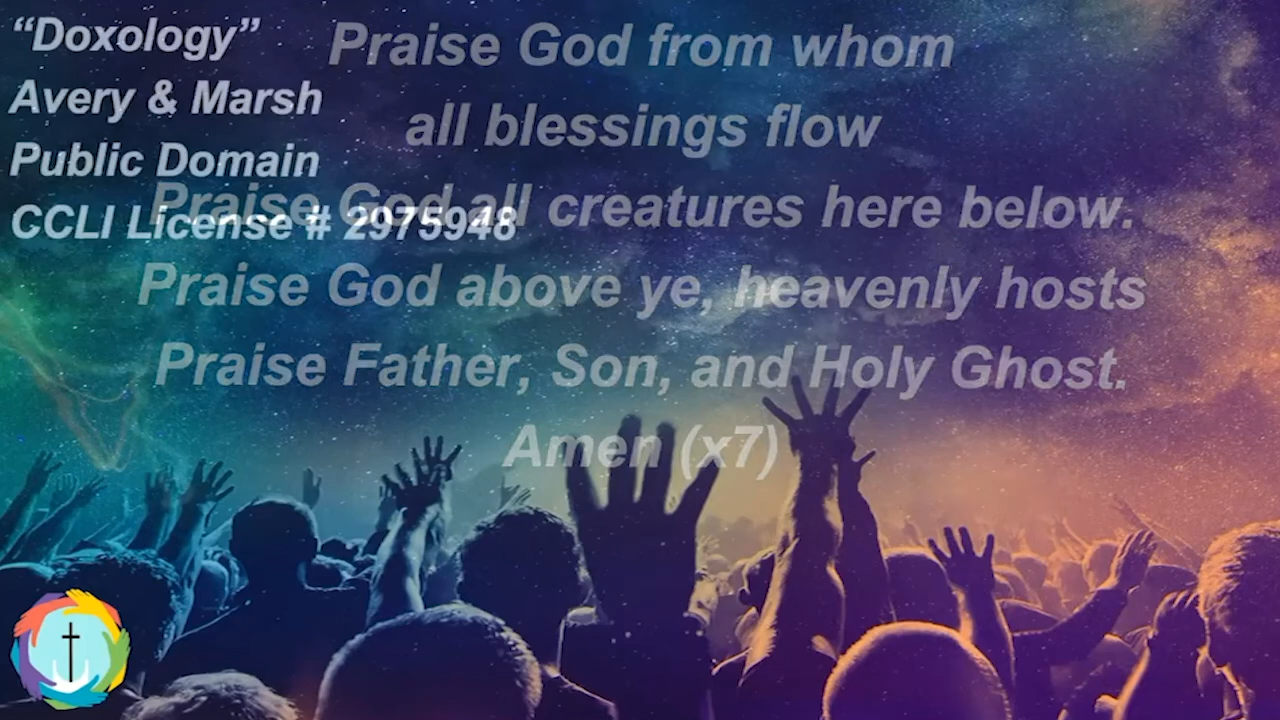 “Doxology”
Avery & Marsh
Public Domain
CCLI License # 2975948
Praise God from whom
all blessings flow
Praise God all creatures here below.
Praise God above ye, heavenly hosts
Praise Father, Son, and Holy Ghost.
Amen (x7)